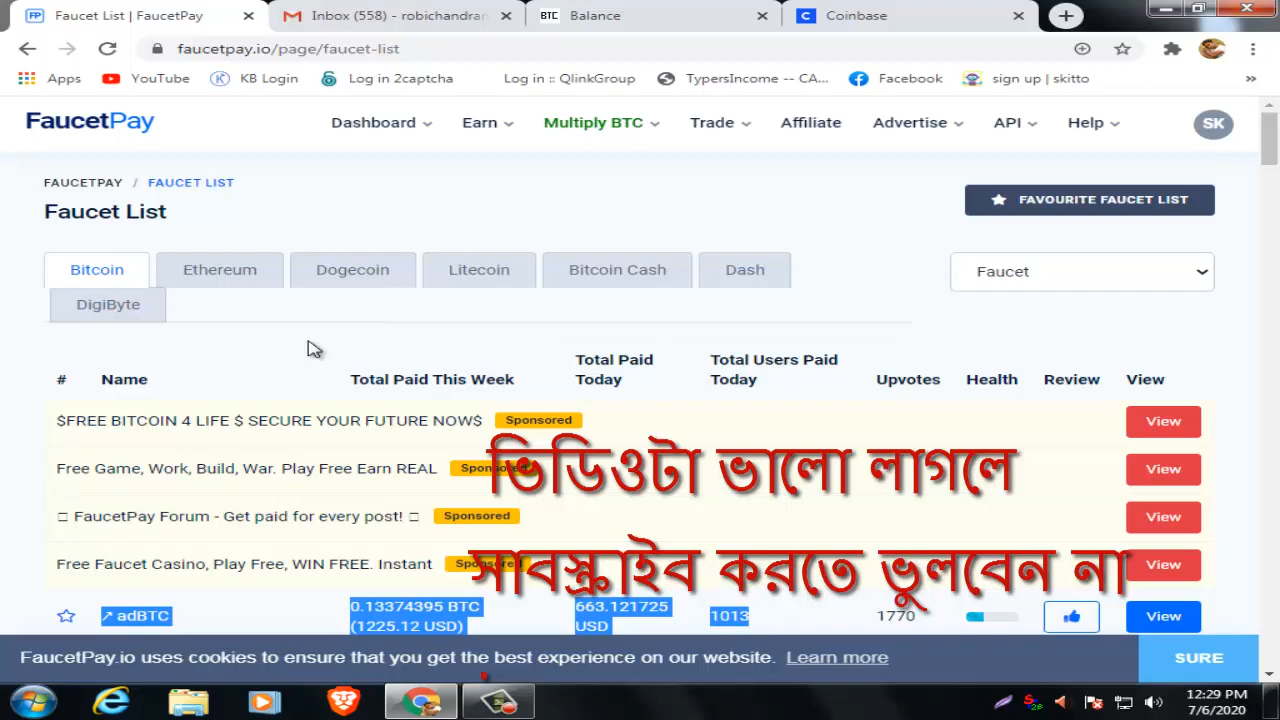 Faucet List | FaucetPay
Inbox (558) - robichandran
BTC Balance
Coinbase
faucetpay.io/page/faucet-list
Apps YouTube KB Login Log in 2captcha Log in :: QlinkGroup TypersIncome -- CA... Facebook sign up | skitto »
FaucetPay
Dashboard Earn Multiply BTC Trade Affiliate Advertise API Help SK
FAUCETPAY / FAUCET LIST
Faucet List
FAVOURITE FAUCET LIST
Bitcoin Ethereum Dogecoin Litecoin Bitcoin Cash Dash
DigiByte
Faucet
# Name Total Paid This Week Total Paid Today Total Users Paid Today Upvotes Health Review View
$FREE BITCOIN 4 LIFE $ SECURE YOUR FUTURE NOW$ Sponsored View
Free Game, Work, Build, War. Play Free Earn REAL Sponsored View
FaucetPay Forum - Get paid for every post! Sponsored View
Free Faucet Casino, Play Free, WIN FREE. Instant Sponsored View
ভিডিওটা ভালো লাগলে
সাবস্ক্রাইব করতে ভুলবেন না
adBTC 0.13374395 BTC (1225.12 USD) 663.121725 USD 1013 1770 View
FaucetPay.io uses cookies to ensure that you get the best experience on our website. Learn more SURE
12:29 PM
7/6/2020